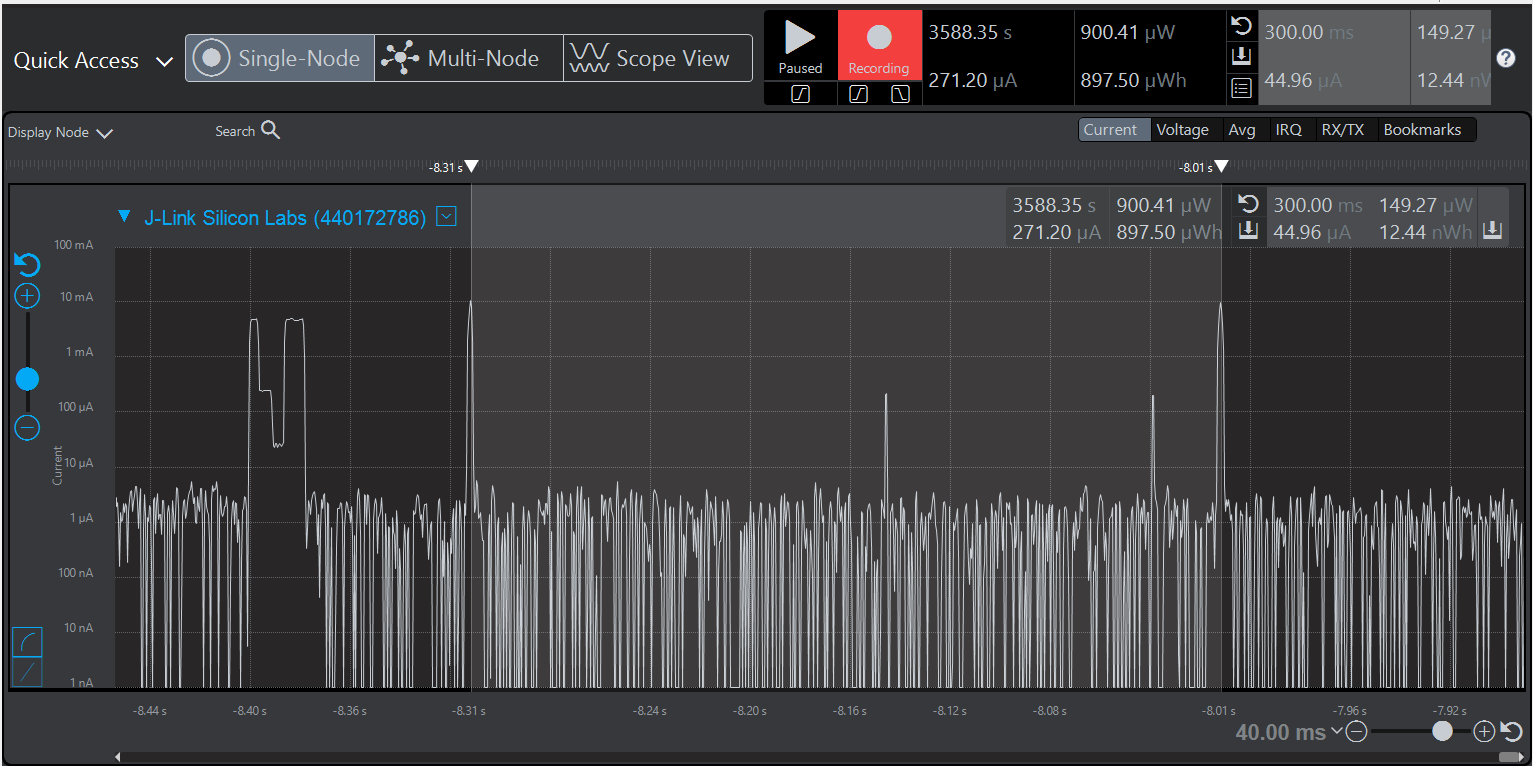 Quick Access
Single-Node
Multi-Node
Scope View
Paused
Recording
3588.35 s
271.20 µA
900.41 µW
897.50 µWh
300.00 ms
44.96 µA
149.27
12.44
?
Display Node
Search
Current
Voltage
Avg
IRQ
RX/TX
Bookmarks
-8.31 s
-8.01 s
J-Link Silicon Labs (440172786)
3588.35 s 900.41 µW
271.20 µA 897.50 µWh
300.00 ms 149.27 µW
44.96 µA 12.44 nWh
100 mA
10 mA
1 mA
100 µA
10 µA
1 µA
100 nA
10 nA
1 nA
Current
-8.44 s -8.40 s -8.36 s -8.31 s -8.24 s -8.20 s -8.16 s -8.12 s -8.08 s -8.01 s -7.96 s -7.92 s
40.00 ms